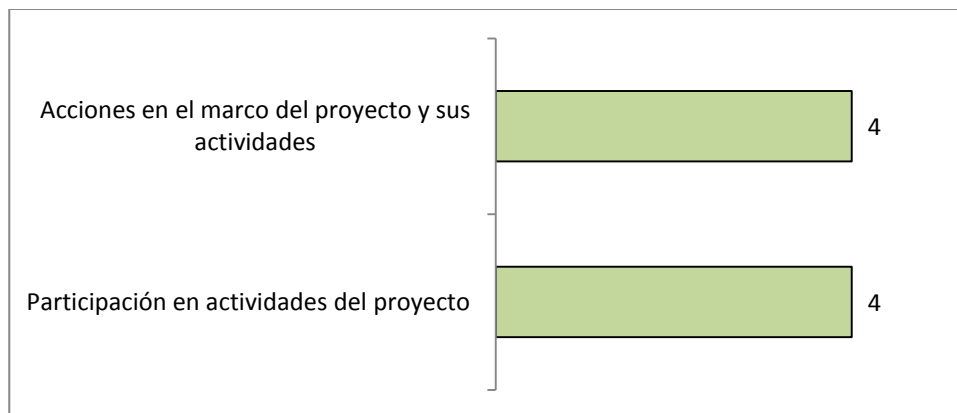 Acciones en el marco del proyecto y sus
actividades
4
Participación en actividades del proyecto
4